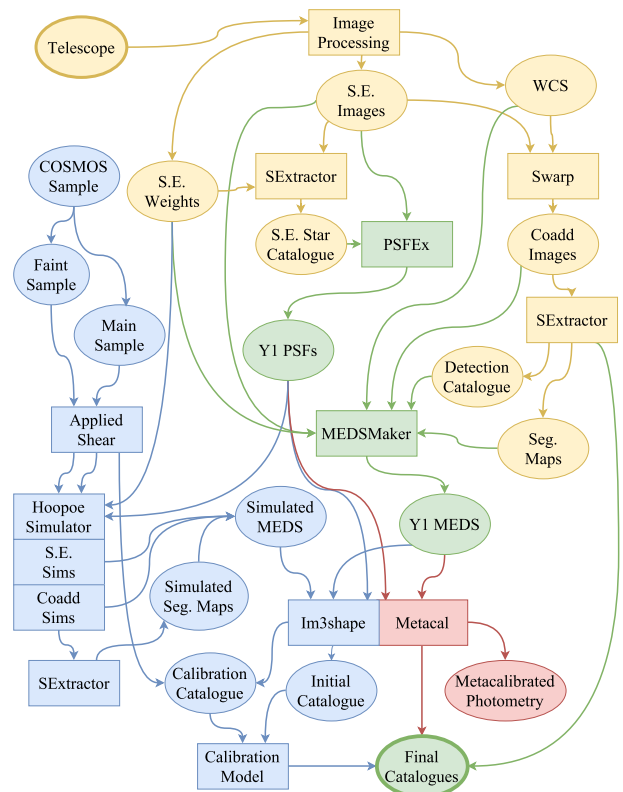 Image
Processing
Telescope
WCS
S.E.
Images
COSMOS
Sample
S.E.
Weights
SExtractor
Swarp
S.E. Star
Catalogue
PSFEx
Coadd
Images
Faint
Sample
Main
Sample
SExtractor
Y1 PSFs
Detection
Catalogue
Applied
Shear
MEDSMaker
Seg.
Maps
Hoopoe
Simulator
Simulated
MEDS
Y1 MEDS
S.E.
Sims
Coadd
Sims
Simulated
Seg. Maps
Im3shape
Metacal
SExtractor
Calibration
Catalogue
Initial
Catalogue
Metacalibrated
Photometry
Calibration
Model
Final
Catalogues